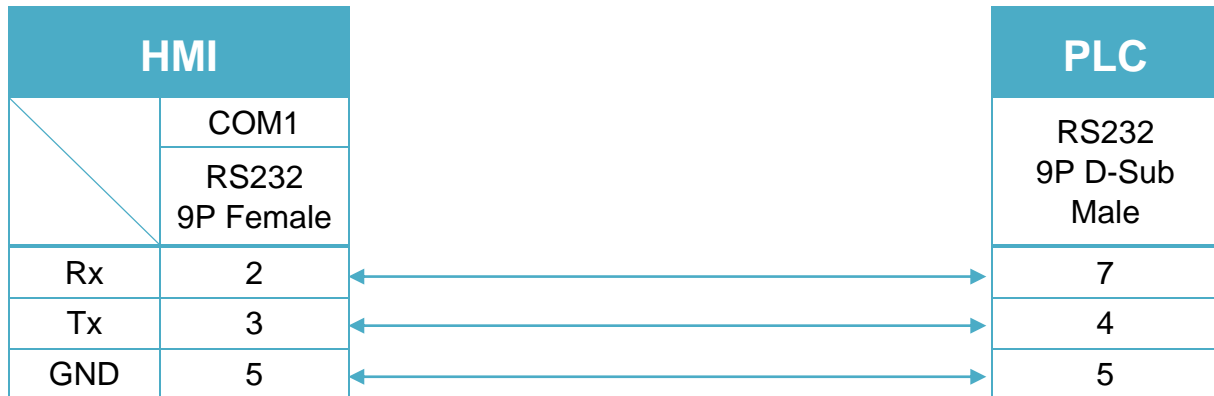 HMI
PLC
COM1
RS232
9P Female
RS232
9P D-Sub
Male
Rx 2 7
Tx 3 4
GND 5 5